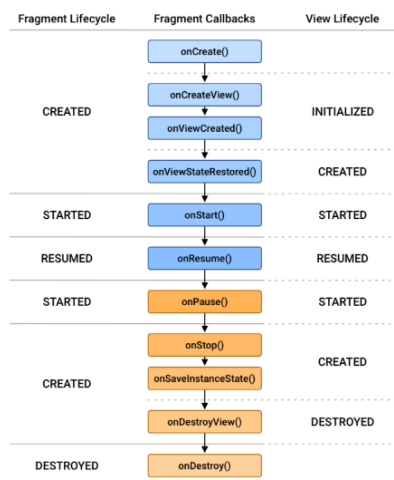 Fragment Lifecycle Fragment Callbacks View Lifecycle
onCreate()
onCreateView()
CREATED INITIALIZED
onViewCreated()
onViewStateRestored() CREATED
STARTED onStart() STARTED
RESUMED onResume() RESUMED
STARTED onPause() STARTED
onStop()
CREATED
onSaveInstanceState()
CREATED
onDestroyView() DESTROYED
DESTROYED onDestroy()